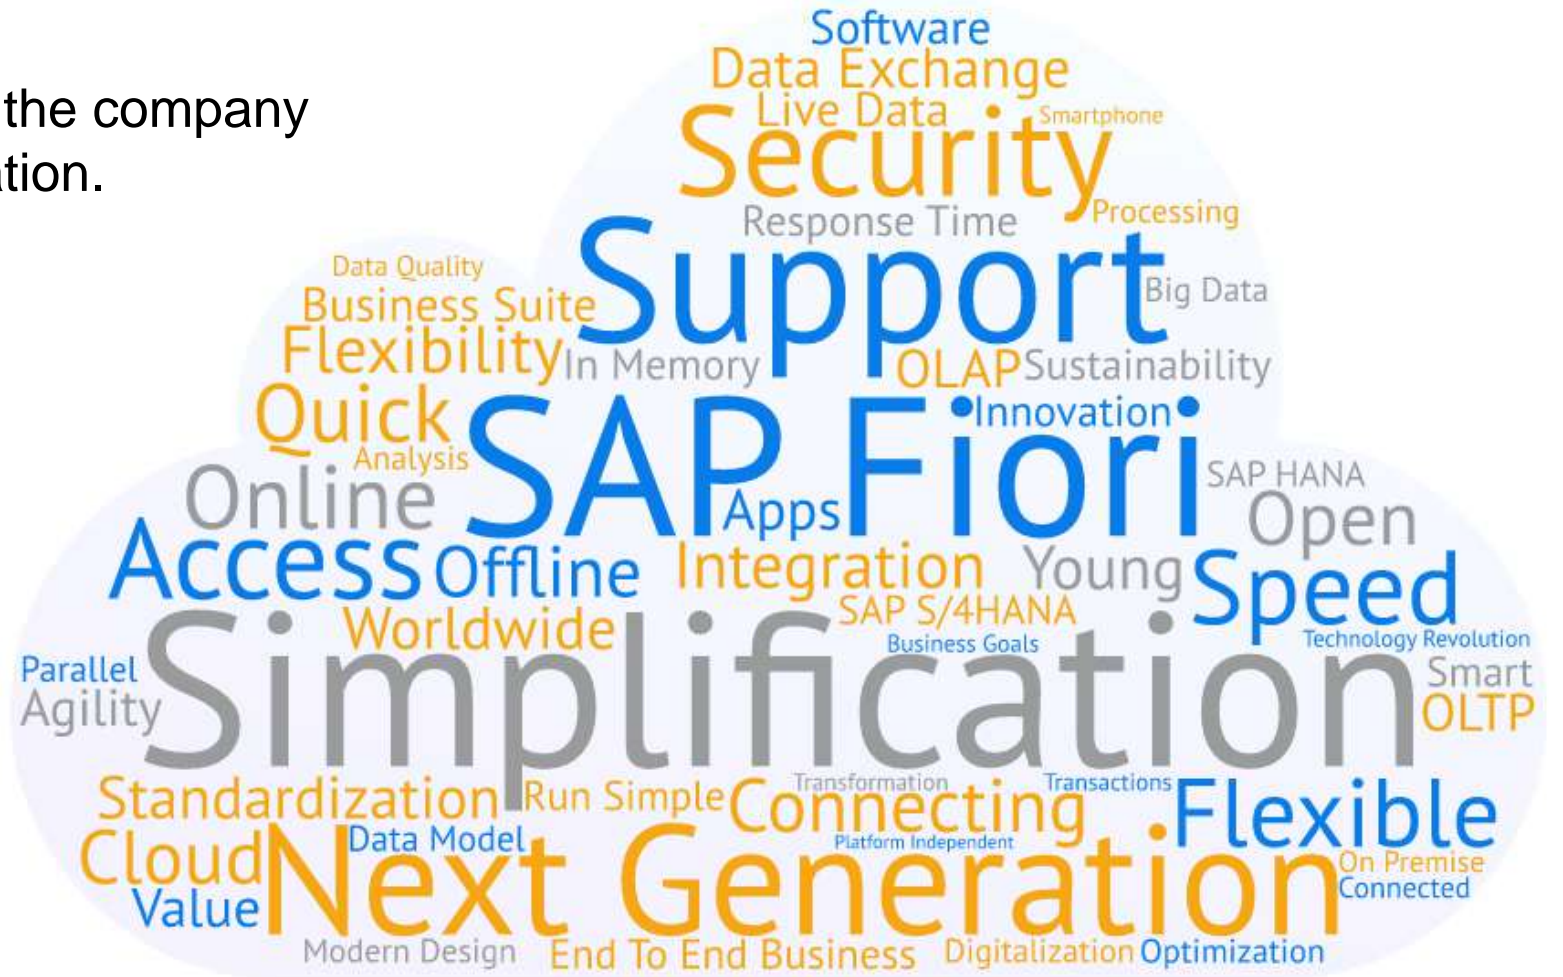 the company
Software
Data Exchange
Live Data
Smartphone
Security
Processing
Response Time
Support
Data Quality
Big Data
Business Suite
Flexibility
In Memory
OLAP
Sustainability
Quick
SAP Fiori
Innovation
Analysis
Online
Apps
SAP HANA
Open
Access
Offline
Integration
Young
Speed
Worldwide
SAP S/4HANA
Business Goals
Technology Revolution
Simplification
Parallel
Smart
Agility
OLTP
Standardization
Run Simple
Transformation
Connecting
Transactions
Flexible
Cloud
Data Model
Platform Independent
Next Generation
On Premise
Value
Connected
Modern Design
End To End Business
Digitalization
Optimization